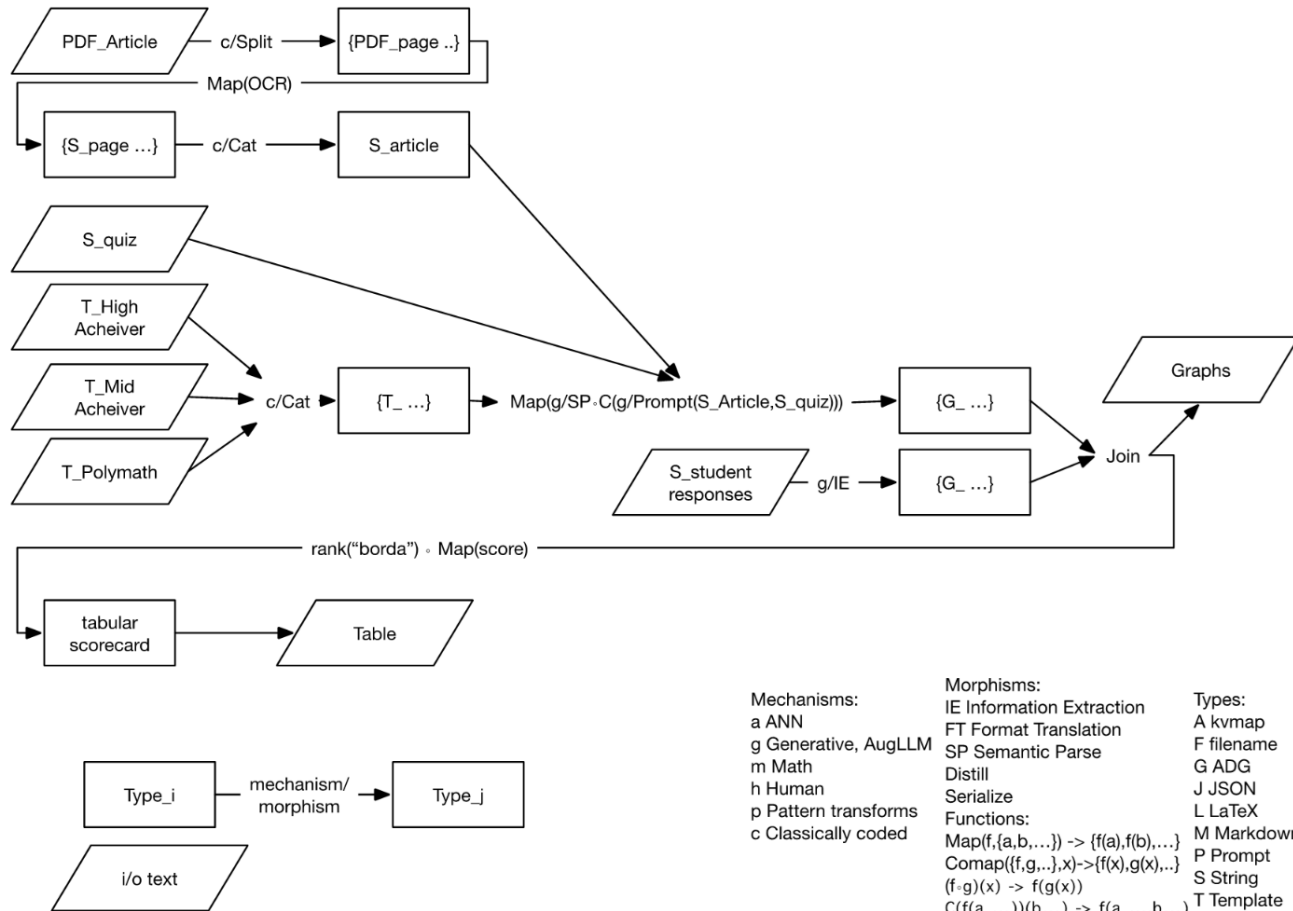 PDF_Article
c/Split
{PDF_page ..}
Map(OCR)
{S_page …}
c/Cat
S_article
S_quiz
T_High
Acheiver
T_Mid
Acheiver
T_Polymath
c/Cat
{T_ …}
Map(g/SP◦C(g/Prompt(S_Article,S_quiz)))
{G_ …}
Graphs
S_student
responses
g/IE
{G_ …}
Join
rank(“borda”) ◦ Map(score)
tabular
scorecard
Table
Type_i
mechanism/
morphism
Type_j
i/o text
Mechanisms:
a ANN
g Generative, AugLLM
m Math
h Human
p Pattern transforms
c Classically coded
Morphisms:
IE Information Extraction
FT Format Translation
SP Semantic Parse
Distill
Serialize
Functions:
Map(f,{a,b,…}) -> {f(a),f(b),…}
Comap({f,g,..},x)->{f(x),g(x),..}
(f◦g)(x) -> f(g(x))
C(f(a,…))(b,…) -> f(a,…,b,…)
Types:
A kvmap
F filename
G ADG
J JSON
L LaTeX
M Markdown
P Prompt
S String
T Template